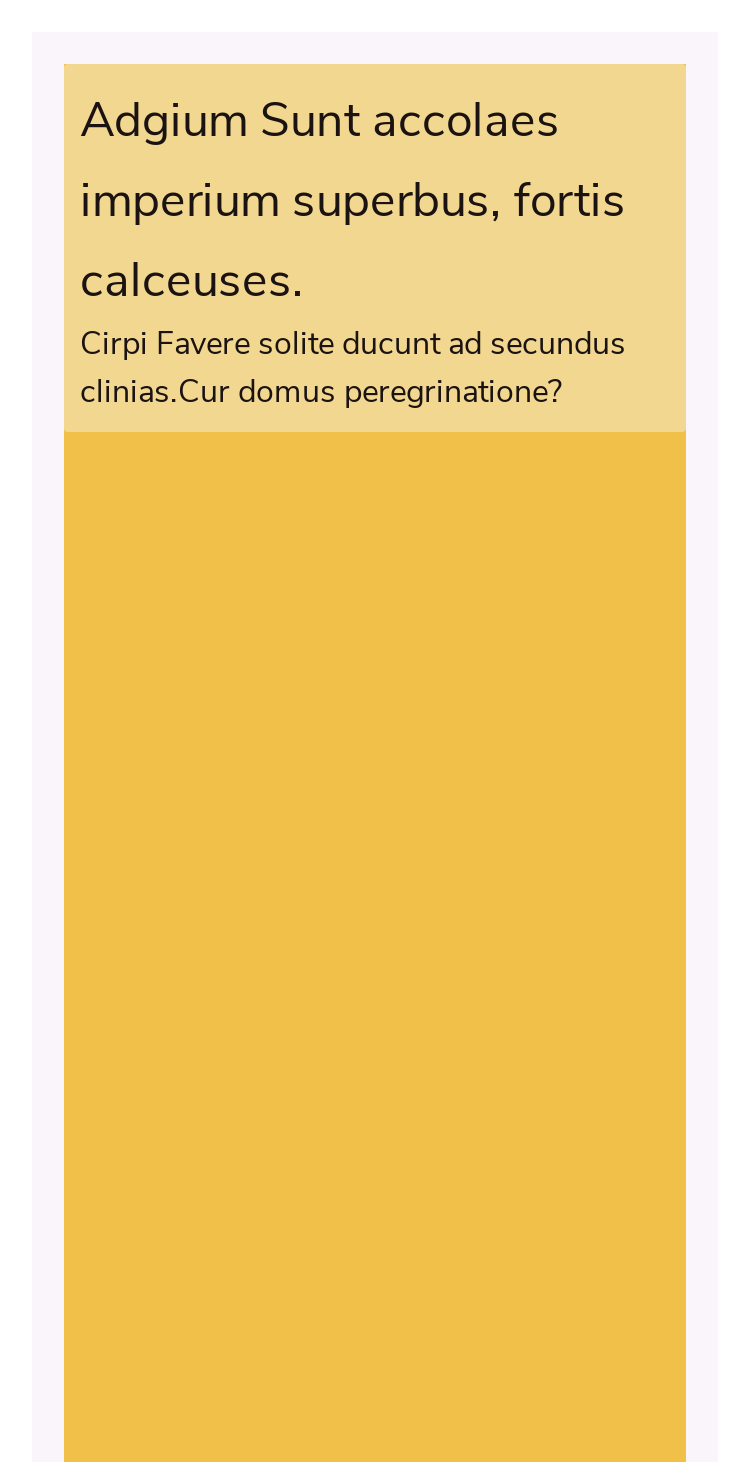 Adgium Sunt accolaes
imperium superbus, fortis
calceuses.
Cirpi Favere solite ducunt ad secundus
clinias.Cur domus peregrinatione?